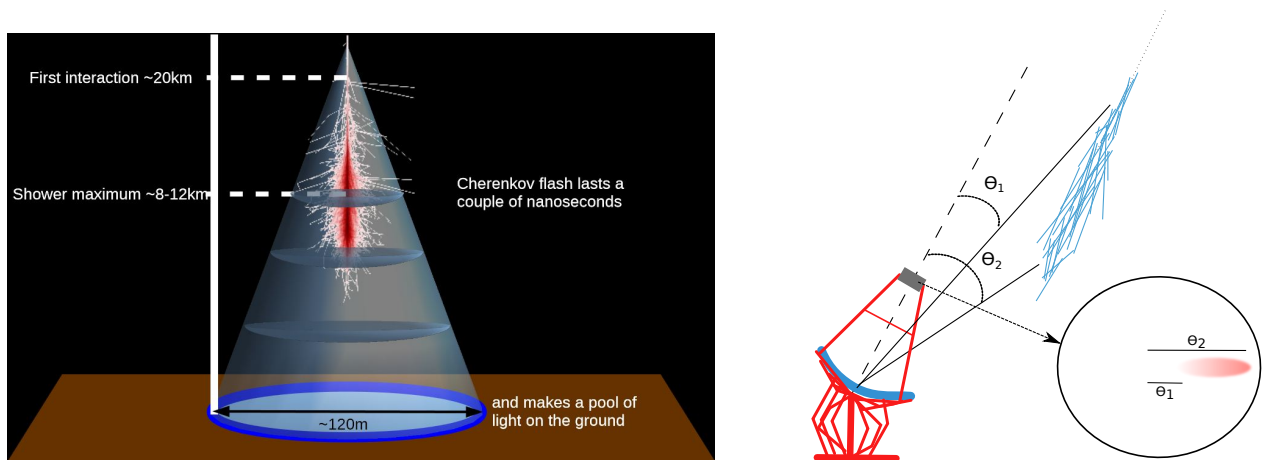 First interaction ~20km
Shower maximum ~8-12km
Cherenkov flash lasts a
couple of nanoseconds
and makes a pool of
light on the ground
~120m
ϴ1
ϴ2
ϴ2
ϴ1